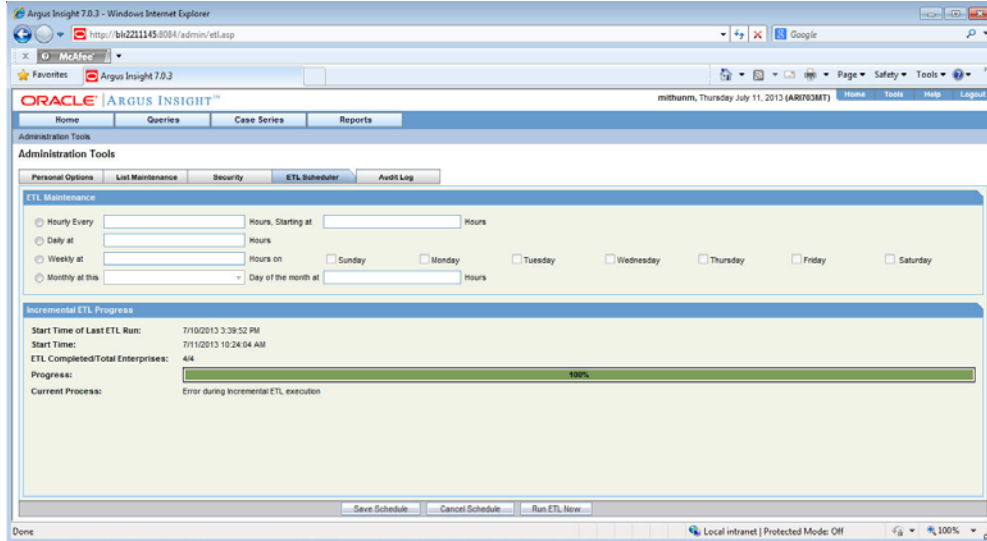 Argus Insight 7.0.3 - Windows Internet Explorer
http://blr2211145:8084/admin/etl.asp
Google
X McAfee
Favorites Argus Insight 7.0.3 Page Safety Tools
ORACLE ARGUS INSIGHT™ mithunm, Thursday July 11, 2013 (ARI703MT) Home Tools Help Logout
Home Queries Case Series Reports
Administration Tools
Administration Tools
Personal Options List Maintenance Security ETL Scheduler Audit Log
ETL Maintenance
Hourly Every Hours, Starting at Hours
Daily at Hours
Weekly at Hours on Sunday Monday Tuesday Wednesday Thursday Friday Saturday
Monthly at this Day of the month at Hours
Incremental ETL Progress
Start Time of Last ETL Run: 7/10/2013 3:39:52 PM
Start Time: 7/11/2013 10:24:04 AM
ETL Completed/Total Enterprises: 4/4
Progress: 100%
Current Process: Error during Incremental ETL execution
Save Schedule Cancel Schedule Run ETL Now
Done Local intranet | Protected Mode: Off 100%